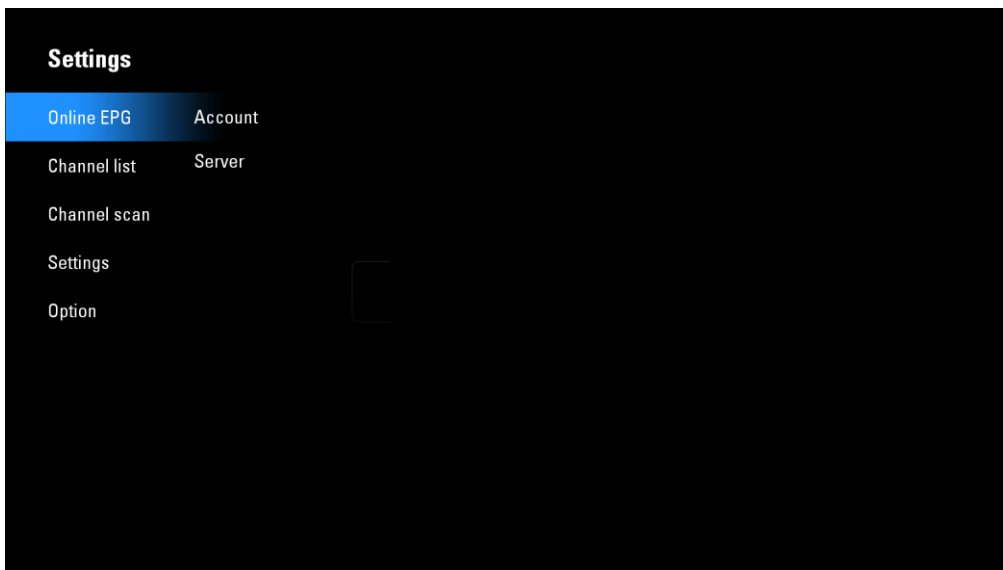 Settings
Online EPG
Account
Channel list
Server
Channel scan
Settings
Option